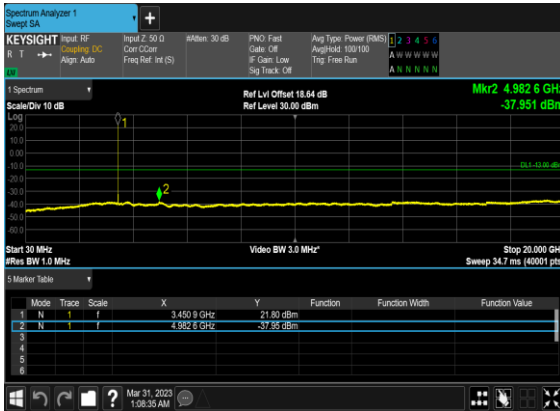 Spectrum Analyzer 1
Swept SA
KEYSIGHT Input: RF Input Z: 50 Ω #Atten: 30 dB PNO: Fast Avg Type: Power (RMS) 1 2 3 4 5 6
R T Coupling: DC Corr CCorr Gate: Off Avg|Hold: 100/100 A W W W W W
Align: Auto Freq Ref: Int (S) IF Gain: Low Trig: Free Run
Sig Track: Off A N N N N N
1 Spectrum Ref Lvl Offset 18.64 dB Mkr2 4.982 6 GHz
Scale/Div 10 dB Ref Level 30.00 dBm -37.951 dBm
Log
20.0
10.0
0.00
-10.0
DL1 -13.00 dBm
-20.0
-30.0
-40.0
-50.0
-60.0
1
2
Start 30 MHz Video BW 3.0 MHz* Stop 20.000 GHz
#Res BW 1.0 MHz Sweep 34.7 ms (40001 pts)
5 Marker Table
Mode Trace Scale X Y Function Function Width Function Value
1 N 1 f 3.450 9 GHz 21.80 dBm
2 N 1 f 4.982 6 GHz -37.95 dBm
3
4
5
6
? Mar 31, 2023
1:08:35 AM